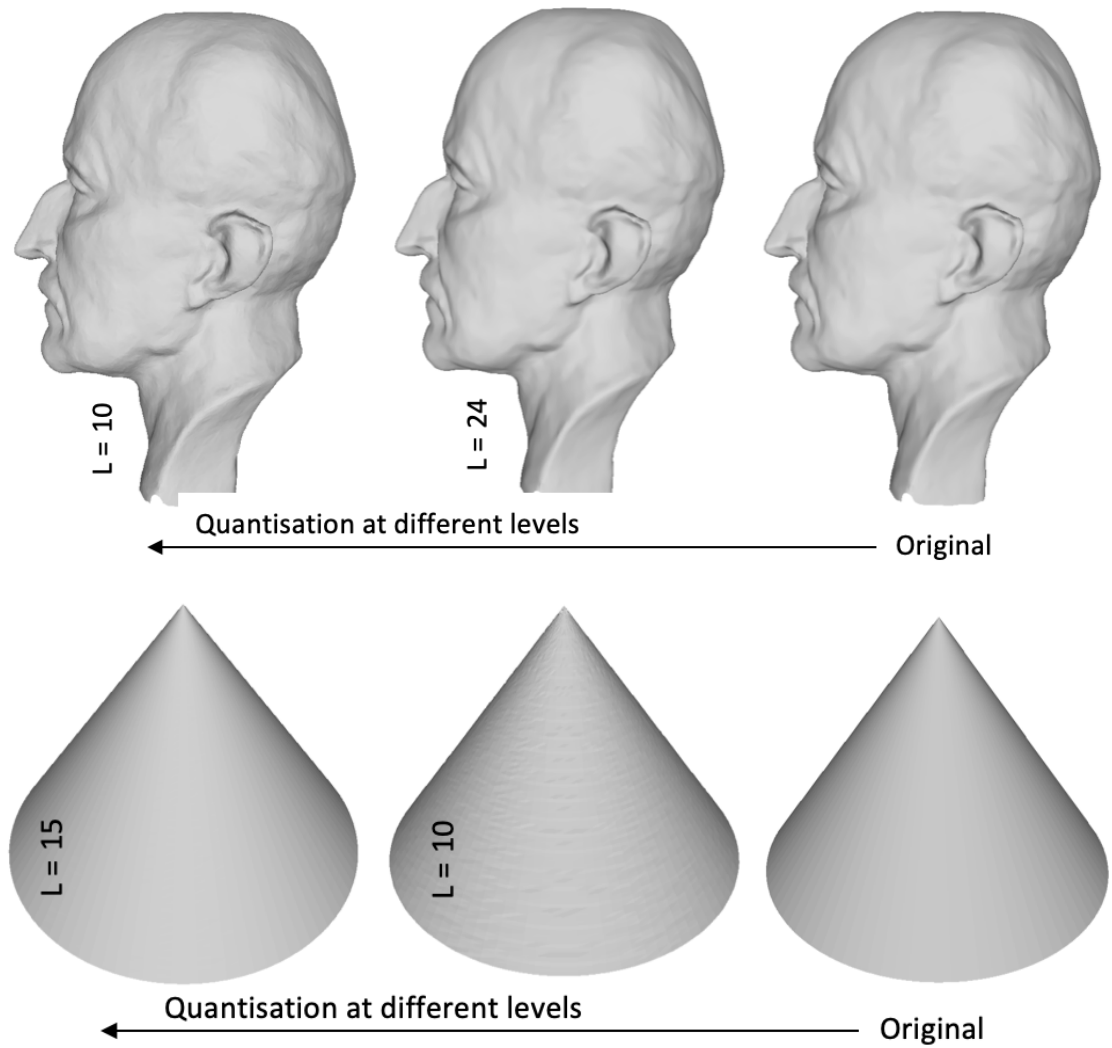 L = 10
L = 24
Quantisation at different levels
Original
L = 15
L = 10
Quantisation at different levels
Original